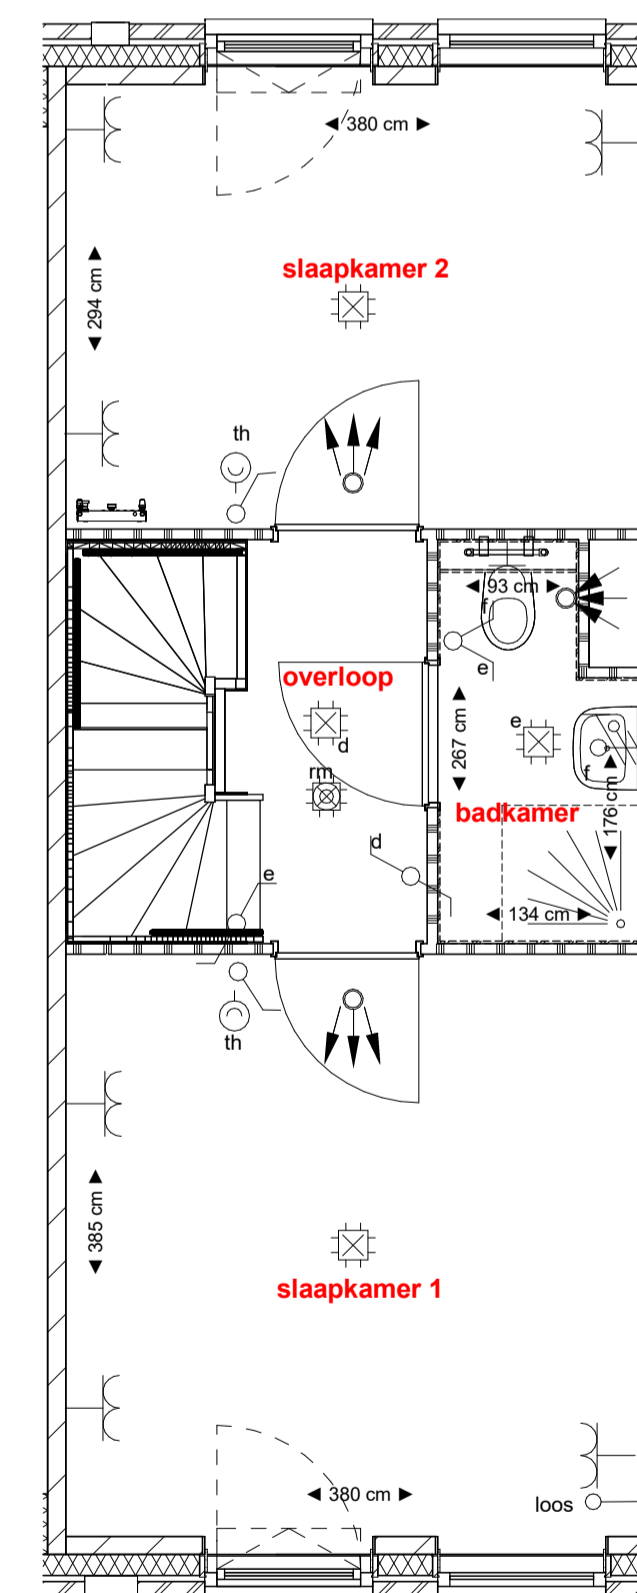 380 cm
slaapkamer 2
294 cm
th
93 cm
f
e
overloop
d
267 cm
e
f
rm
176 cm
badkamer
d
e
134 cm
th
385 cm
slaapkamer 1
380 cm
loos